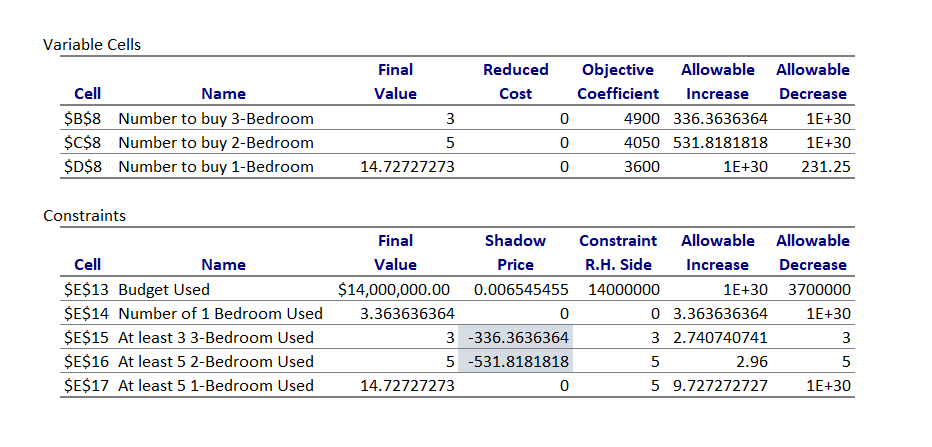 Variable Cells
Final Reduced Objective Allowable Allowable
Cell Name Value Cost Coefficient Increase Decrease
$B$8 Number to buy 3-Bedroom 3 0 4900 336.3636364 1E+30
$C$8 Number to buy 2-Bedroom 5 0 4050 531.8181818 1E+30
$D$8 Number to buy 1-Bedroom 14.72727273 0 3600 1E+30 231.25
Constraints
Final Shadow Constraint Allowable Allowable
Cell Name Value Price R.H. Side Increase Decrease
$E$13 Budget Used $14,000,000.00 0.006545455 14000000 1E+30 3700000
$E$14 Number of 1 Bedroom Used 3.363636364 0 0 3.363636364 1E+30
$E$15 At least 3 3-Bedroom Used 3 -336.3636364 3 2.740740741 3
$E$16 At least 5 2-Bedroom Used 5 -531.8181818 5 2.96 5
$E$17 At least 5 1-Bedroom Used 14.72727273 0 5 9.727272727 1E+30